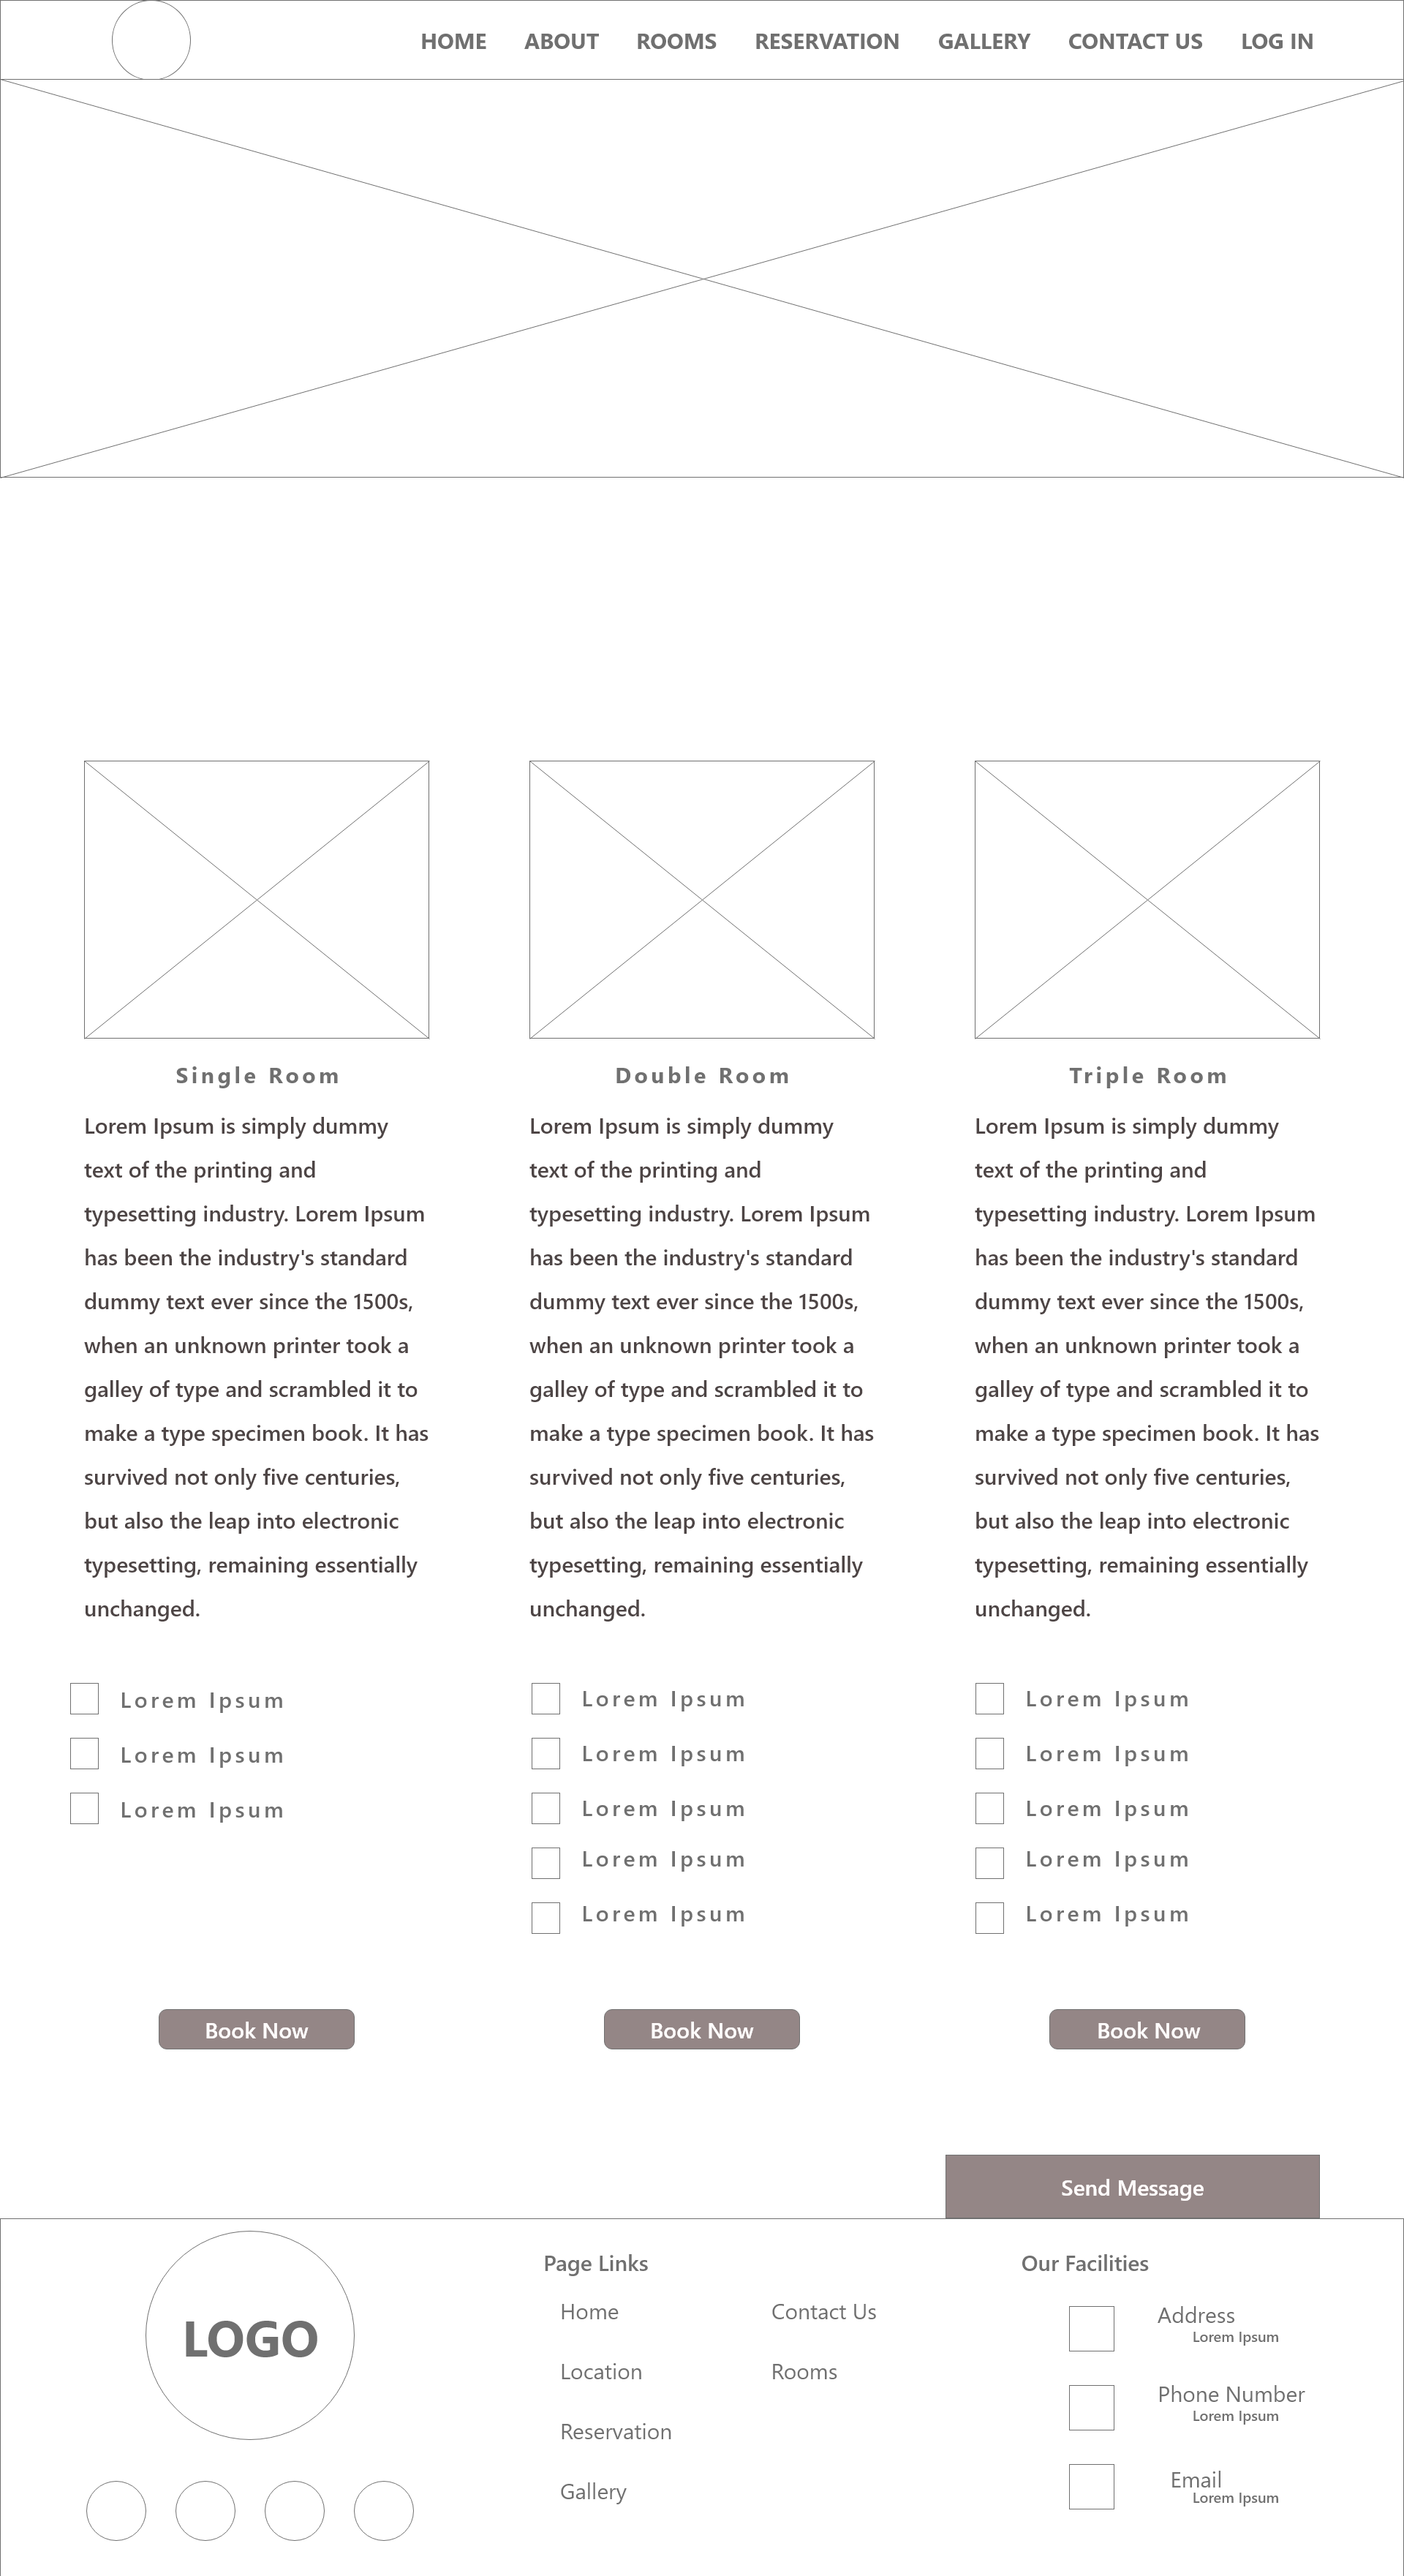 HOME ABOUT ROOMS RESERVATION GALLERY CONTACT US LOG IN
Single Room
Lorem Ipsum is simply dummy
text of the printing and
typesetting industry. Lorem Ipsum
has been the industry's standard
dummy text ever since the 1500s,
when an unknown printer took a
galley of type and scrambled it to
make a type specimen book. It has
survived not only five centuries,
but also the leap into electronic
typesetting, remaining essentially
unchanged.
Lorem Ipsum
Lorem Ipsum
Lorem Ipsum
Book Now
Double Room
Lorem Ipsum is simply dummy
text of the printing and
typesetting industry. Lorem Ipsum
has been the industry's standard
dummy text ever since the 1500s,
when an unknown printer took a
galley of type and scrambled it to
make a type specimen book. It has
survived not only five centuries,
but also the leap into electronic
typesetting, remaining essentially
unchanged.
Lorem Ipsum
Lorem Ipsum
Lorem Ipsum
Lorem Ipsum
Lorem Ipsum
Book Now
Triple Room
Lorem Ipsum is simply dummy
text of the printing and
typesetting industry. Lorem Ipsum
has been the industry's standard
dummy text ever since the 1500s,
when an unknown printer took a
galley of type and scrambled it to
make a type specimen book. It has
survived not only five centuries,
but also the leap into electronic
typesetting, remaining essentially
unchanged.
Lorem Ipsum
Lorem Ipsum
Lorem Ipsum
Lorem Ipsum
Lorem Ipsum
Book Now
Send Message
LOGO
Page Links
Home
Location
Reservation
Gallery
Contact Us
Rooms
Our Facilities
Address
Lorem Ipsum
Phone Number
Lorem Ipsum
Email
Lorem Ipsum